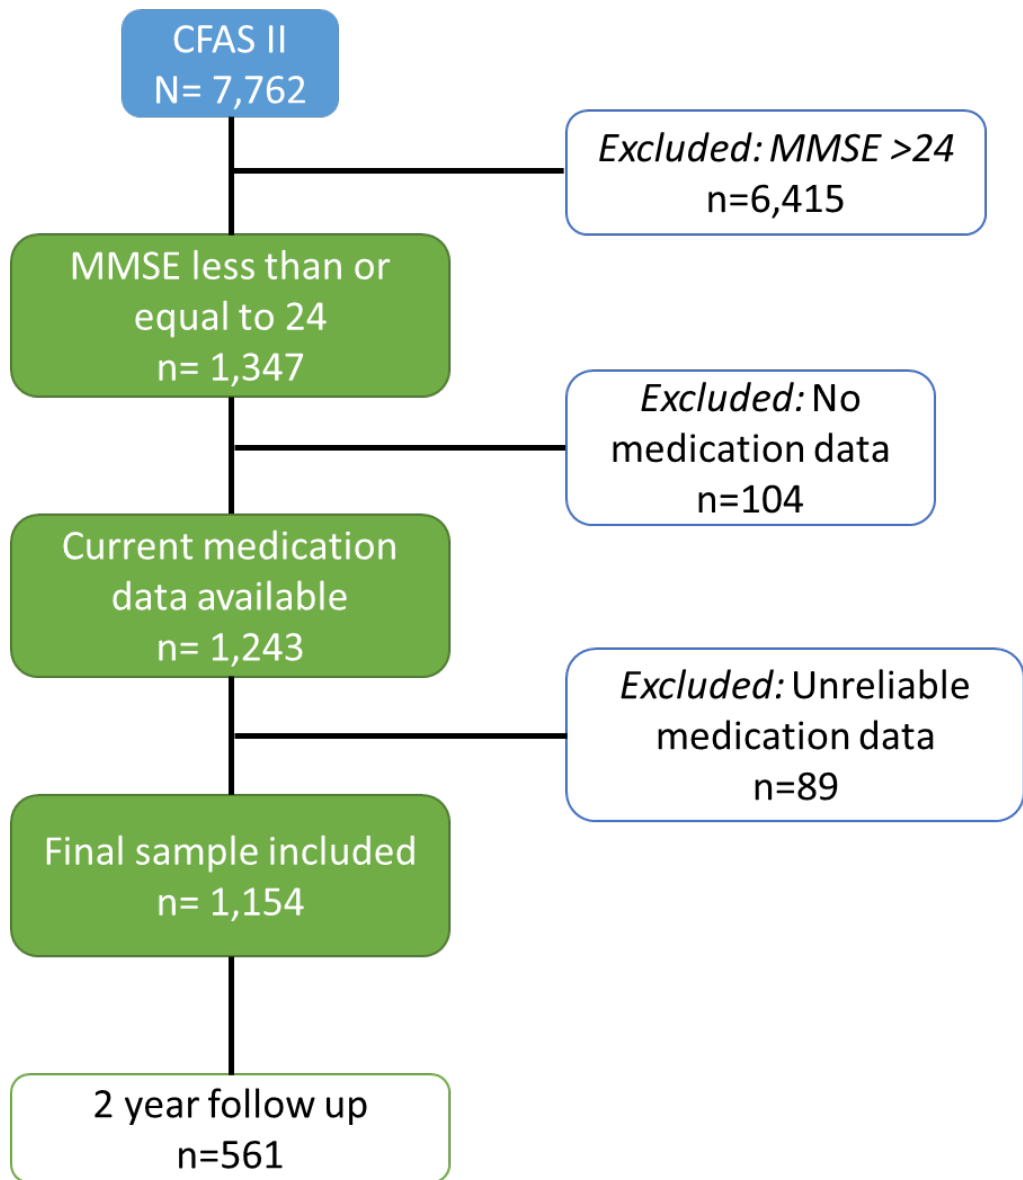 CFAS II
N= 7,762
Excluded: MMSE >24
n=6,415
MMSE less than or
equal to 24
n= 1,347
Excluded: No
medication data
n=104
Current medication
data available
n= 1,243
Excluded: Unreliable
medication data
n=89
Final sample included
n= 1,154
2 year follow up
n=561